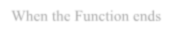 When the Function ends